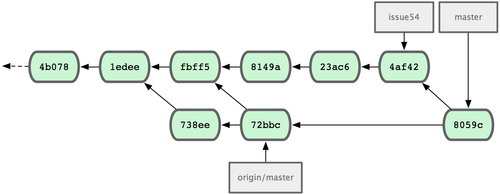 issue54
master
4b078
1edee
fbff5
8149a
23ac6
4af42
738ee
72bbc
8059c
origin/master